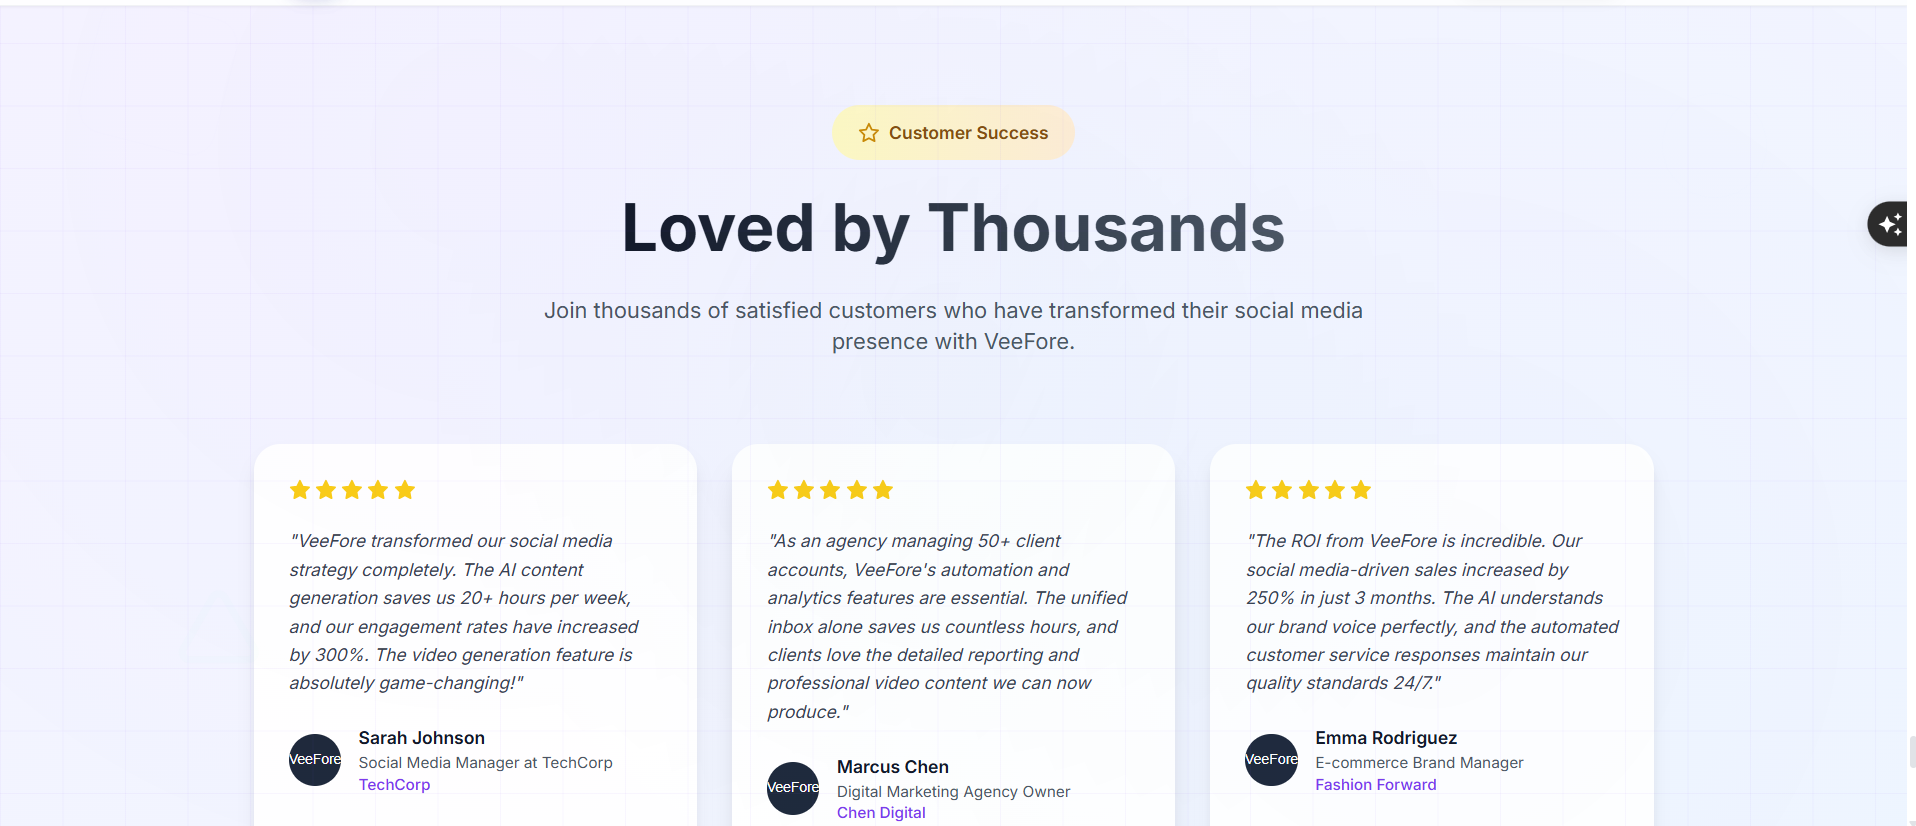 Customer Success
Loved by Thousands
Join thousands of satisfied customers who have transformed their social media
presence with VeeFore.
"VeeFore transformed our social media
strategy completely. The AI content
generation saves us 20+ hours per week,
and our engagement rates have increased
by 300%. The video generation feature is
absolutely game-changing!"
VeeFore
Sarah Johnson
Social Media Manager at TechCorp
TechCorp
"As an agency managing 50+ client
accounts, VeeFore's automation and
analytics features are essential. The unified
inbox alone saves us countless hours, and
clients love the detailed reporting and
professional video content we can now
produce."
VeeFore
Marcus Chen
Digital Marketing Agency Owner
Chen Digital
"The ROI from VeeFore is incredible. Our
social media-driven sales increased by
250% in just 3 months. The AI understands
our brand voice perfectly, and the automated
customer service responses maintain our
quality standards 24/7."
VeeFore
Emma Rodriguez
E-commerce Brand Manager
Fashion Forward